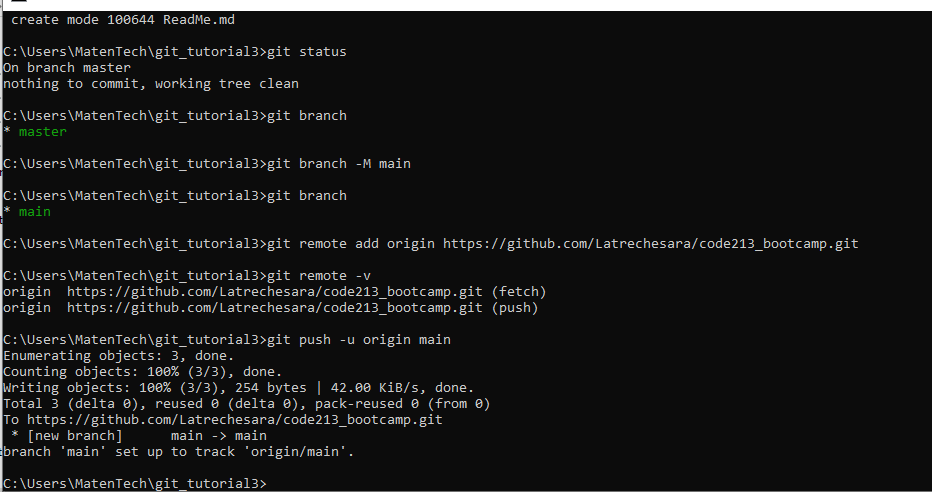 create mode 100644 ReadMe.md
C:\Users\MatenTech\git_tutorial3>git status
On branch master
nothing to commit, working tree clean
C:\Users\MatenTech\git_tutorial3>git branch
* master
C:\Users\MatenTech\git_tutorial3>git branch -M main
C:\Users\MatenTech\git_tutorial3>git branch
* main
C:\Users\MatenTech\git_tutorial3>git remote add origin https://github.com/Latrechesara/code213_bootcamp.git
C:\Users\MatenTech\git_tutorial3>git remote -v
origin  https://github.com/Latrechesara/code213_bootcamp.git (fetch)
origin  https://github.com/Latrechesara/code213_bootcamp.git (push)
C:\Users\MatenTech\git_tutorial3>git push -u origin main
Enumerating objects: 3, done.
Counting objects: 100% (3/3), done.
Writing objects: 100% (3/3), 254 bytes | 42.00 KiB/s, done.
Total 3 (delta 0), reused 0 (delta 0), pack-reused 0 (from 0)
To https://github.com/Latrechesara/code213_bootcamp.git
 * [new branch]      main -> main
branch 'main' set up to track 'origin/main'.
C:\Users\MatenTech\git_tutorial3>